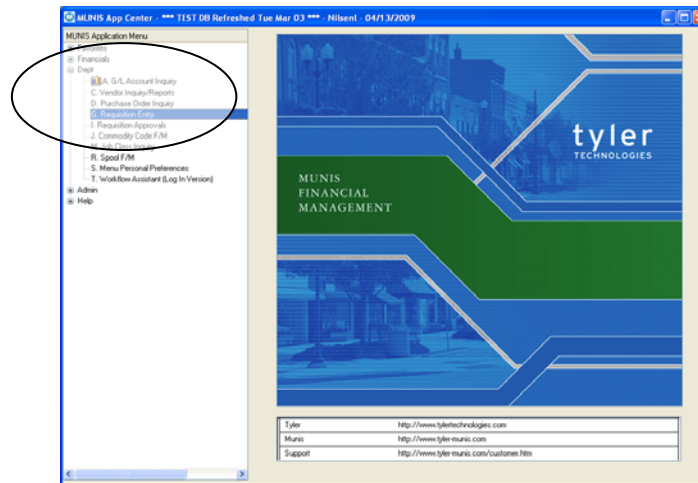 MUNIS App Center - *** TEST DB Refreshed Tue Mar 03 *** - Nilsent - 04/13/2009
MUNIS Application Menu
Favorites
Financials
Dept
A. G/L Account Inquiry
C. Vendor Inquiry/Reports
D. Purchase Order Inquiry
G. Requisition Entry
I. Requisition Approvals
J. Commodity Code F/M
M. Job Class Inquiry
R. Spool F/M
S. Menu Personal Preferences
T. Workflow Assistant (Log In Version)
Admin
Help
tyler
TECHNOLOGIES
MUNIS
FINANCIAL
MANAGEMENT
Tyler http://www.tylertechnologies.com
Munis http://www.tyler-munis.com
Support http://www.tyler-munis.com/customer.htm